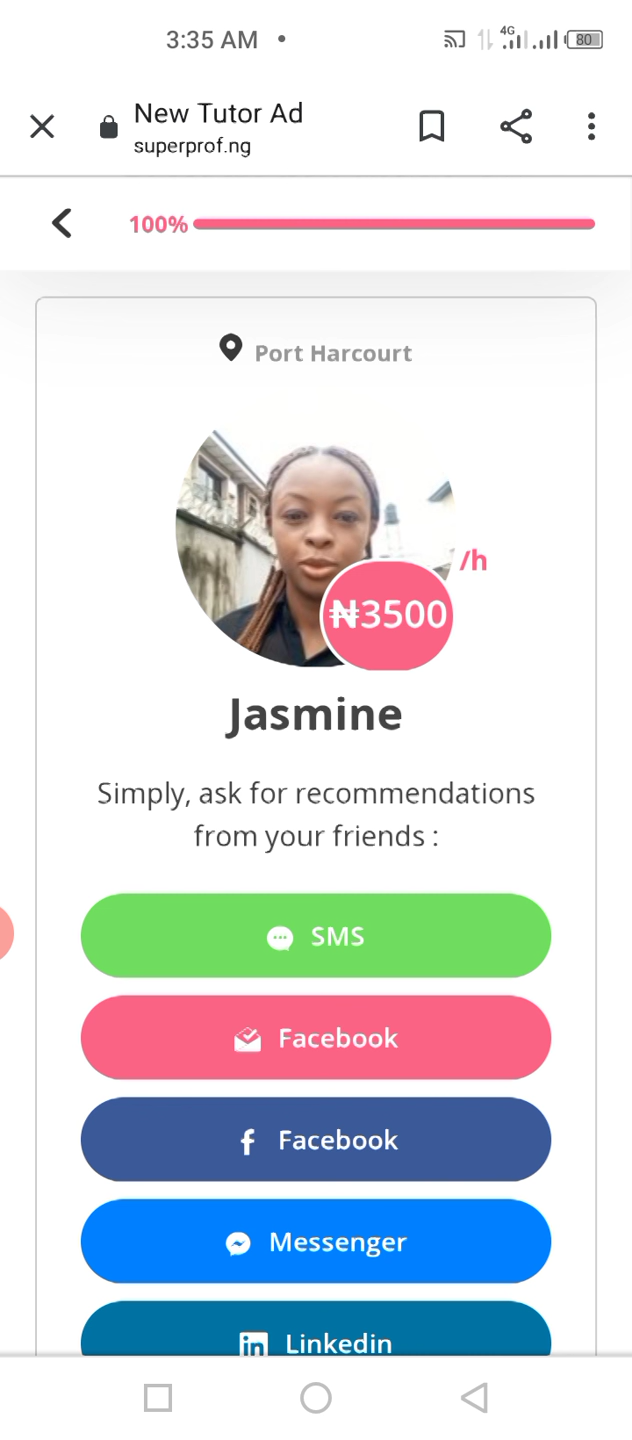 3:35 AM
4G
80
New Tutor Ad
superprof.ng
100%
Port Harcourt
/h
₦3500
Jasmine
Simply, ask for recommendations
from your friends :
SMS
Facebook
Facebook
Messenger
Linkedin